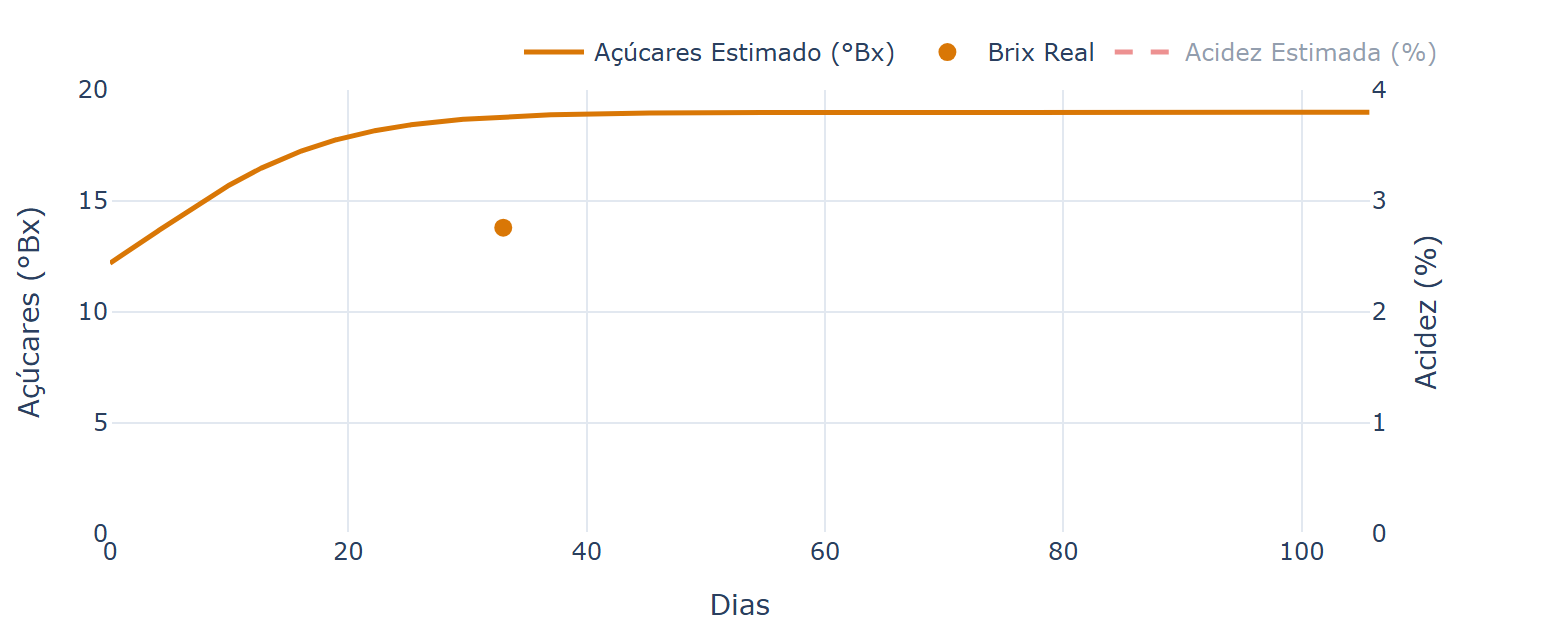 Açúcares Estimado (°Bx) Brix Real Acidez Estimada (%)
20 4
15 3
10 2
5 1
0 0
Açúcares (°Bx)
Acidez (%)
0 20 40 60 80 100
Dias